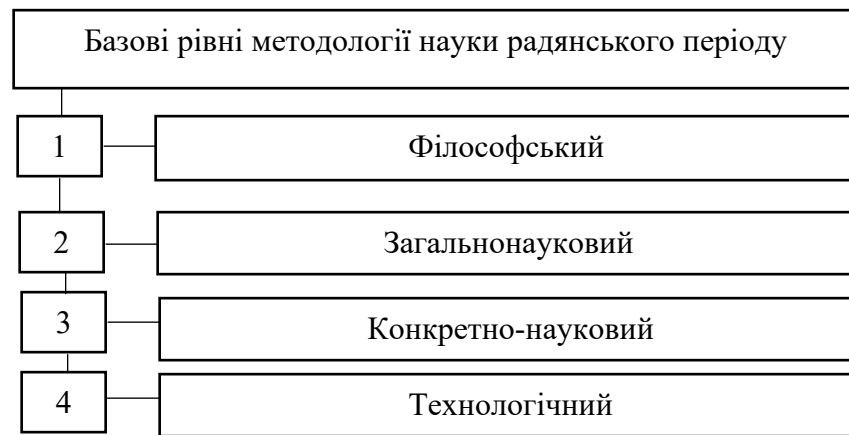 Базові рівні методології науки радянського періоду
1 Філософський
2 Загальнонауковий
3 Конкретно-науковий
4 Технологічний